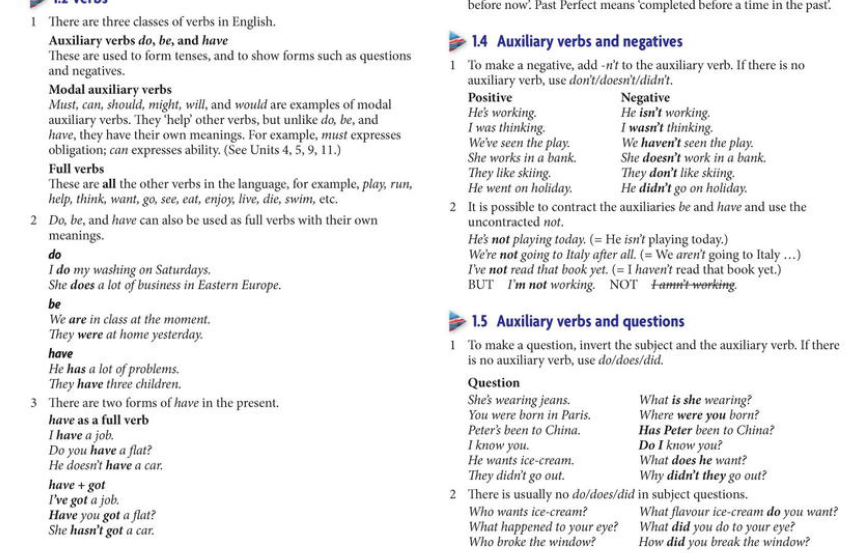 1.2 Verbs
1 There are three classes of verbs in English.
Auxiliary verbs do, be, and have
These are used to form tenses, and to show forms such as questions
and negatives.
Modal auxiliary verbs
Must, can, should, might, will, and would are examples of modal
auxiliary verbs. They 'help' other verbs, but unlike do, be, and
have, they have their own meanings. For example, must expresses
obligation; can expresses ability. (See Units 4, 5, 9, 11.)
Full verbs
These are all the other verbs in the language, for example, play, run,
help, think, want, go, see, eat, enjoy, live, die, swim, etc.
2 Do, be, and have can also be used as full verbs with their own
meanings.
do
I do my washing on Saturdays.
She does a lot of business in Eastern Europe.
be
We are in class at the moment.
They were at home yesterday.
have
He has a lot of problems.
They have three children.
3 There are two forms of have in the present.
have as a full verb
I have a job.
Do you have a flat?
He doesn't have a car.
have + got
I've got a job.
Have you got a flat?
She hasn't got a car.
before now'. Past Perfect means 'completed before a time in the past'.
1.4 Auxiliary verbs and negatives
1 To make a negative, add -n't to the auxiliary verb. If there is no
auxiliary verb, use don't/doesn't/didn't.
Positive Negative
He's working. He isn't working.
I was thinking. I wasn't thinking.
We've seen the play. We haven't seen the play.
She works in a bank. She doesn't work in a bank.
They like skiing. They don't like skiing.
He went on holiday. He didn't go on holiday.
2 It is possible to contract the auxiliaries be and have and use the
uncontracted not.
He's not playing today. (= He isn't playing today.)
We're not going to Italy after all. (= We aren't going to Italy …)
I've not read that book yet. (= I haven't read that book yet.)
BUT I'm not working. NOT I amn't working.
1.5 Auxiliary verbs and questions
1 To make a question, invert the subject and the auxiliary verb. If there
is no auxiliary verb, use do/does/did.
Question
She's wearing jeans. What is she wearing?
You were born in Paris. Where were you born?
Peter's been to China. Has Peter been to China?
I know you. Do I know you?
He wants ice-cream. What does he want?
They didn't go out. Why didn't they go out?
2 There is usually no do/does/did in subject questions.
Who wants ice-cream? What flavour ice-cream do you want?
What happened to your eye? What did you do to your eye?
Who broke the window? How did you break the window?